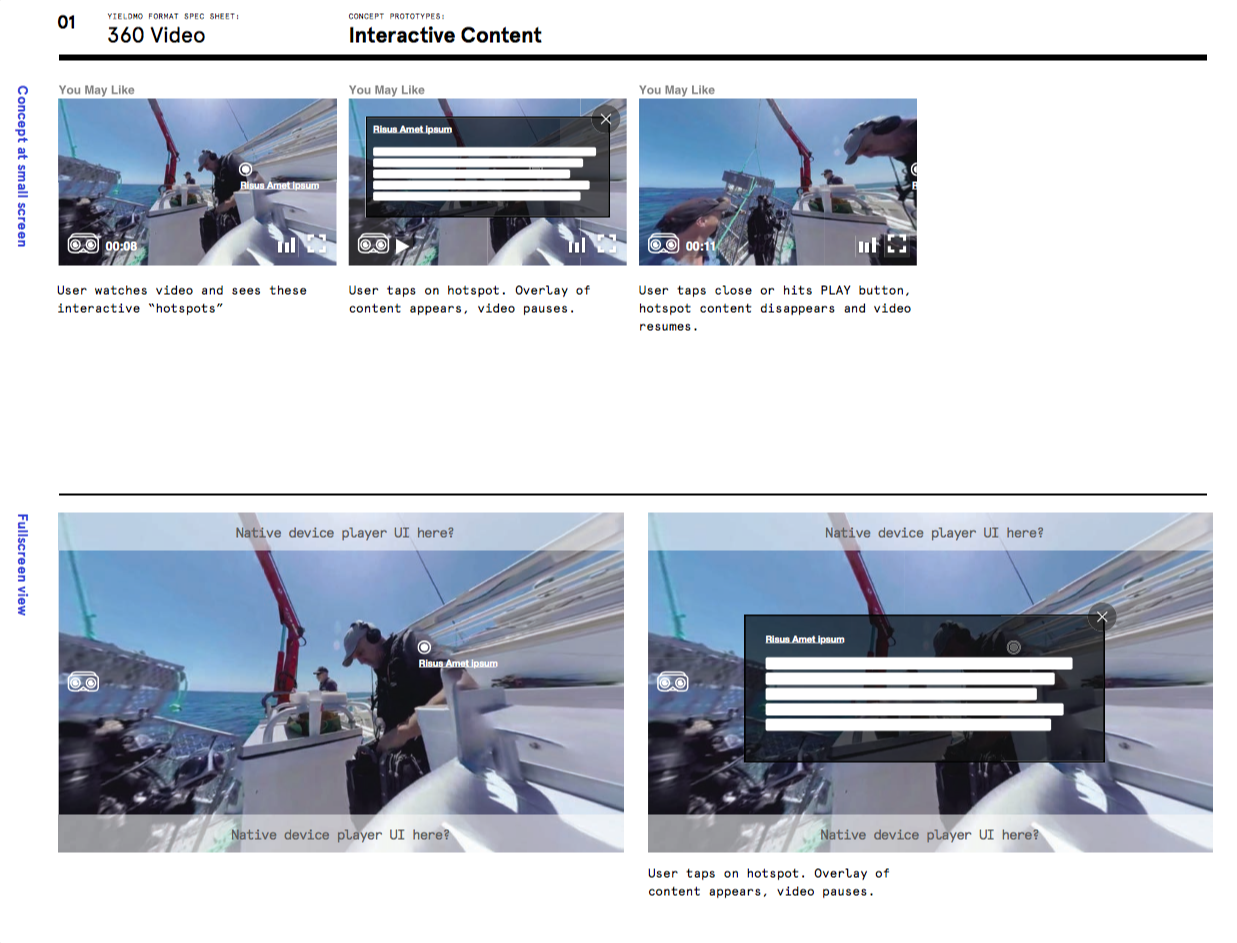 01
YIELDMO FORMAT SPEC SHEET:
360 Video
CONCEPT PROTOTYPES:
Interactive Content
Concept at small screen
You May Like
Risus Amet ipsum
00:08
User watches video and sees these
interactive “hotspots”
You May Like
Risus Amet ipsum
User taps on hotspot. Overlay of
content appears, video pauses.
You May Like
R
00:11
User taps close or hits PLAY button,
hotspot content disappears and video
resumes.
Fullscreen view
Native device player UI here?
Risus Amet ipsum
Native device player UI here?
Native device player UI here?
Risus Amet ipsum
Native device player UI here?
User taps on hotspot. Overlay of
content appears, video pauses.